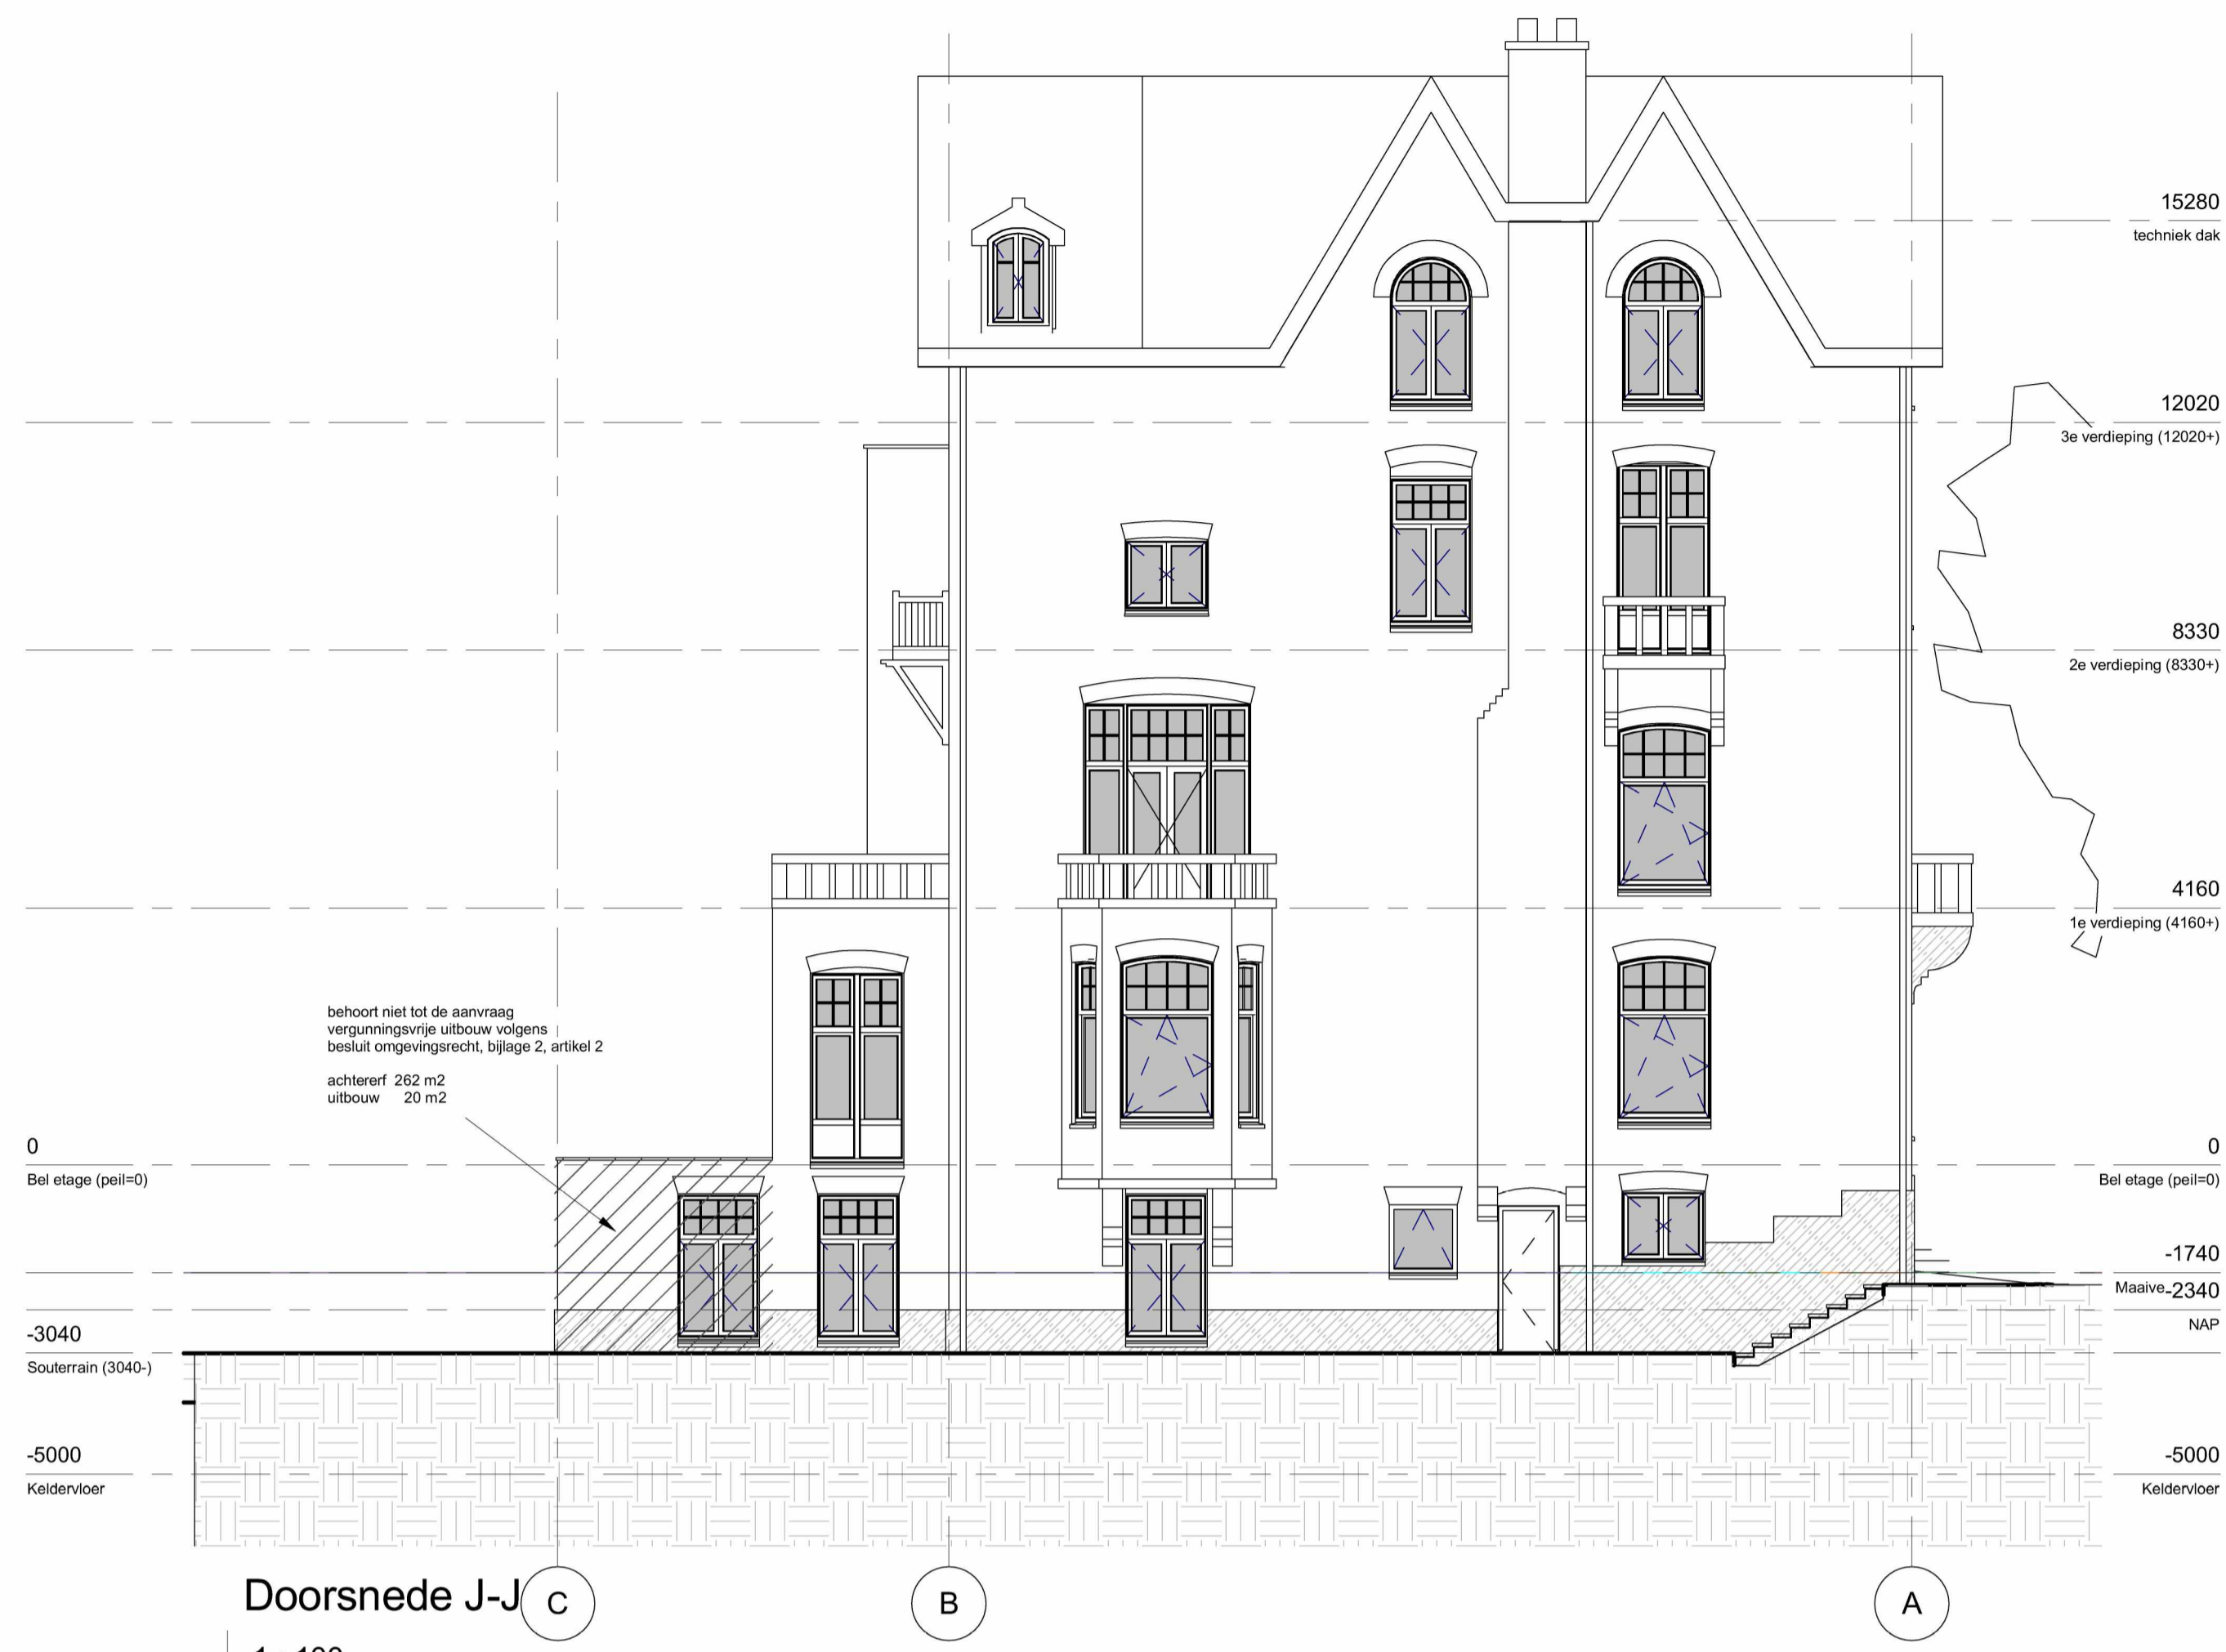 15280
techniek dak
12020
3e verdieping (12020+)
8330
2e verdieping (8330+)
4160
1e verdieping (4160+)
behoort niet tot de aanvraag
vergunningsvrije uitbouw volgens
besluit omgevingsrecht, bijlage 2, artikel 2
achtererf 262 m2
uitbouw 20 m2
0
Bel etage (peil=0)
0
Bel etage (peil=0)
-1740
Maaive
-2340
NAP
-3040
Souterrain (3040-)
-5000
Keldervloer
-5000
Keldervloer
Doorsnede J-J
C
B
A